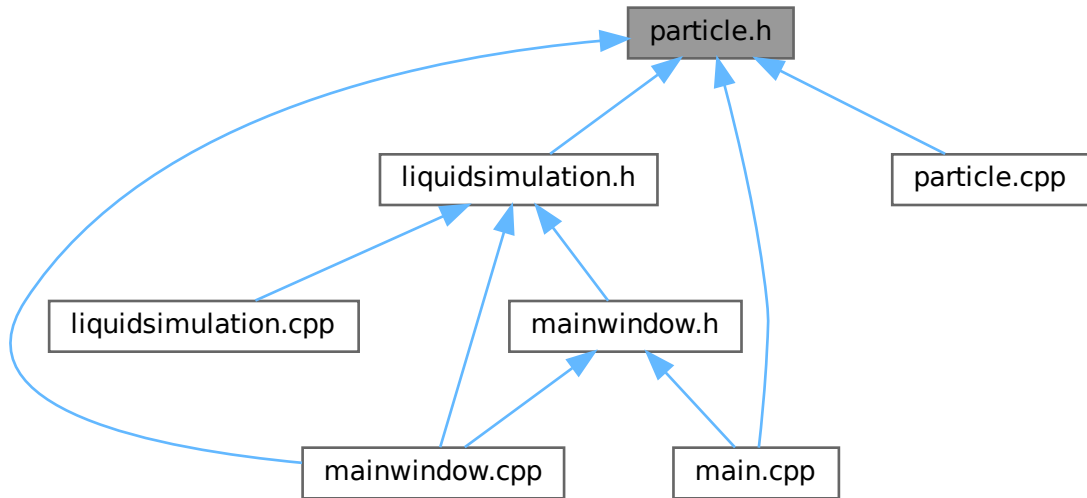 particle.h
liquidsimulation.h
particle.cpp
liquidsimulation.cpp
mainwindow.h
mainwindow.cpp
main.cpp